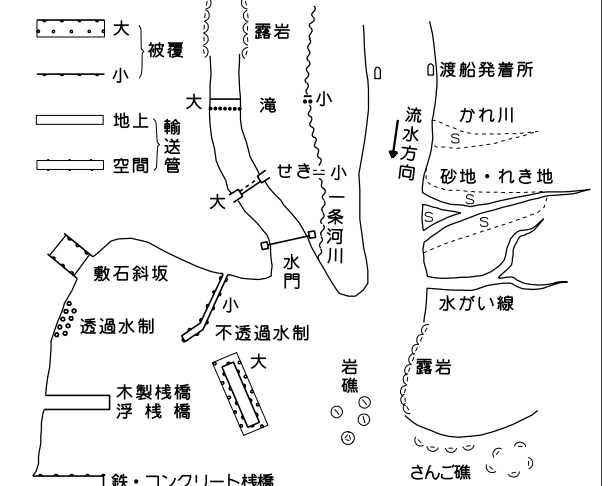 大
被覆
小
地上
輸送管
空間
露岩
大
滝
小
渡船発着所
流水方向
かれ川
S
せき
小
大
砂地・れき地
S
S
S
一条河川
水門
敷石斜坂
小
透過水制
不透過水制
水がい線
大
岩礁
露岩
木製桟橋
浮桟橋
さんご礁
鉄・コンクリート桟橋